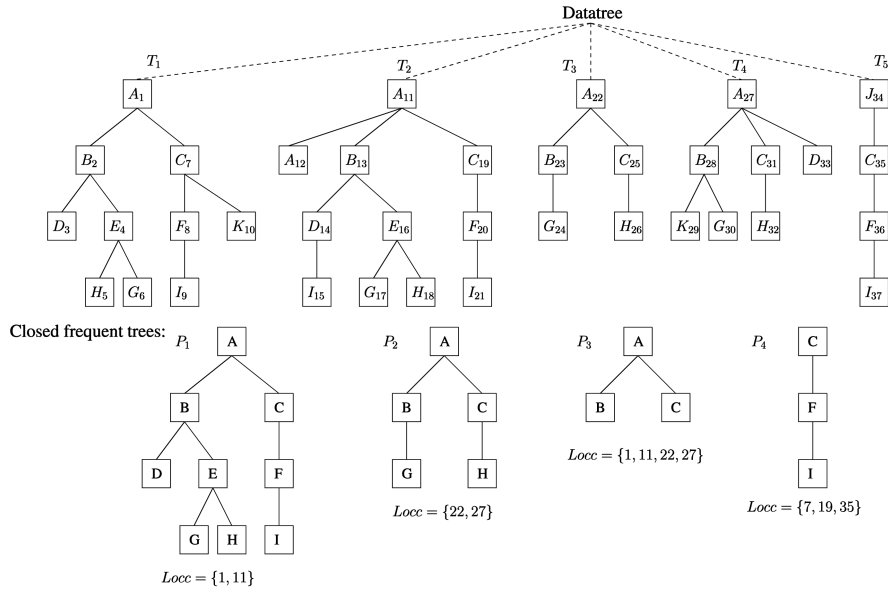 Datatree
T₁ T₂ T₃ T₄ T₅
A₁ A₁₁ A₂₂ A₂₇ J₃₄
B₂ C₇ A₁₂ B₁₃ C₁₉ B₂₃ C₂₅ B₂₈ C₃₁ D₃₃ C₃₅
D₃ E₄ F₈ K₁₀ D₁₄ E₁₆ F₂₀ G₂₄ H₂₆ K₂₉ G₃₀ H₃₂ F₃₆
H₅ G₆ I₉ I₁₅ G₁₇ H₁₈ I₂₁ I₃₇
Closed frequent trees: P₁ A P₂ A P₃ A P₄ C
B C B C B C F
D E F G H I
Locc = {1, 11, 22, 27}
Locc = {22, 27} Locc = {7, 19, 35}
G H I
Locc = {1, 11}